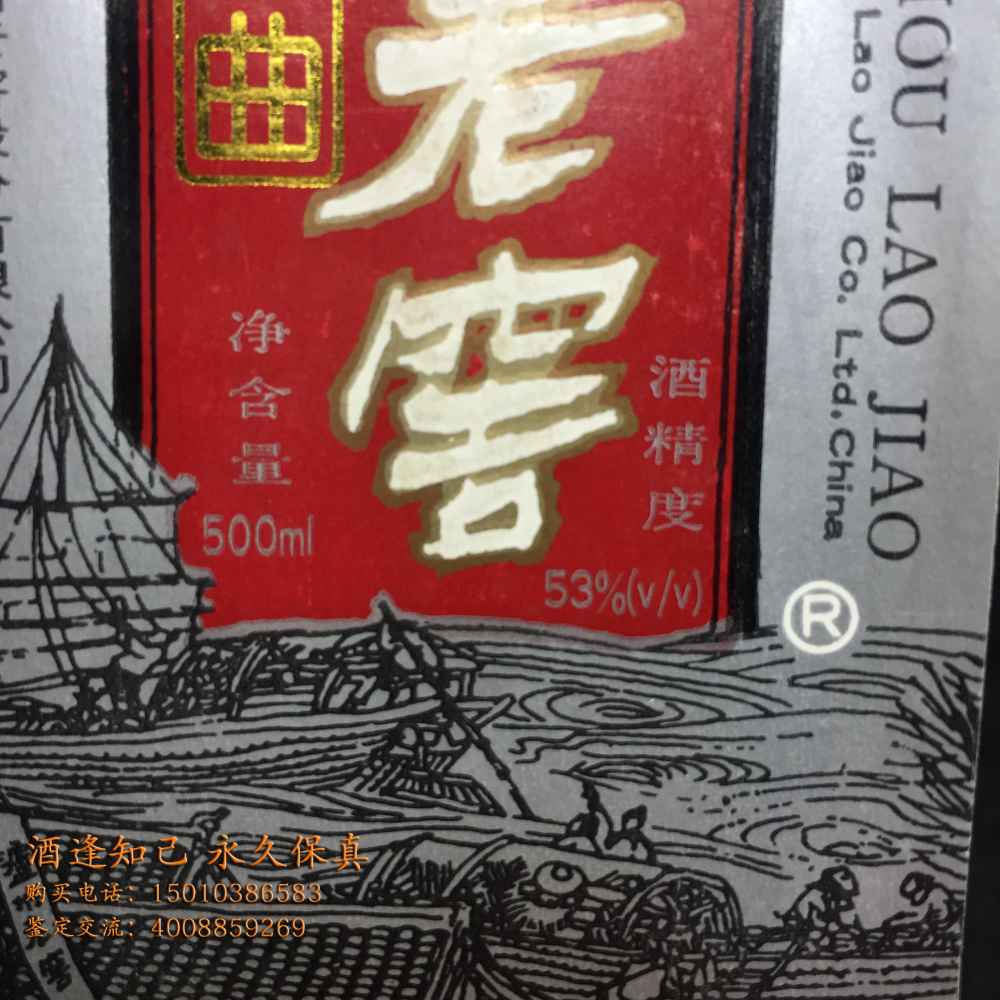 曲
老窖
净含量
500ml
酒精度
53%(v/v)
HOU LAO JIAO
Lao Jiao Co. Ltd.China
®
酒逢知己 永久保真
购买电话：15010386583
鉴定交流：4008859269